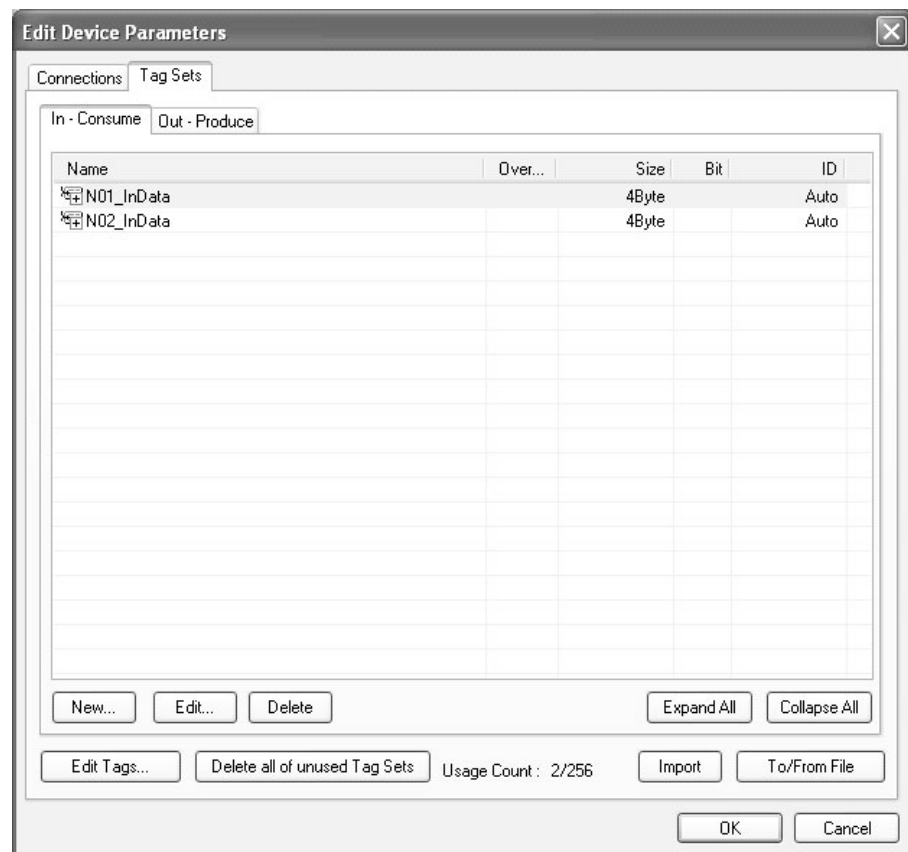 Edit Device Parameters
Connections Tag Sets
In - Consume Out - Produce
Name Over... Size Bit ID
N01_InData 4Byte Auto
N02_InData 4Byte Auto
New... Edit... Delete Expand All Collapse All
Edit Tags... Delete all of unused Tag Sets Usage Count : 2/256 Import To/From File
OK Cancel